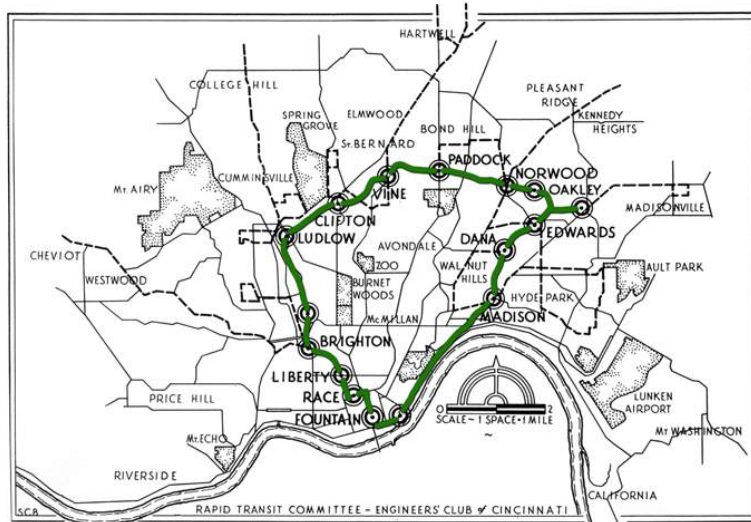 HARTWELL
COLLEGE HILL
PLEASANT
RIDGE
SPRING
GROVE
ELMWOOD
KENNEDY
HEIGHTS
ST. BERNARD
BOND HILL
PADDOCK
NORWOOD
OAKLEY
CUMMINSVILLE
VINE
MT. AIRY
CLIFTON
MADISONVILLE
LUDLOW
EDWARDS
AVONDALE
DANA
CHEVIOT
ZOO
WALNUT
HILLS
AULT PARK
WESTWOOD
BURNET
WOODS
HYDE PARK
MCMILLAN
MADISON
BRIGHTON
LIBERTY
PRICE HILL
RACE
LUNKEN
AIRPORT
0 2
FOUNTAIN
SCALE ~ 1 SPACE = 1 MILE
MT. WASHINGTON
MT. ECHO
RIVERSIDE
CALIFORNIA
S.C.B.
RAPID TRANSIT COMMITTEE – ENGINEERS' CLUB of CINCINNATI